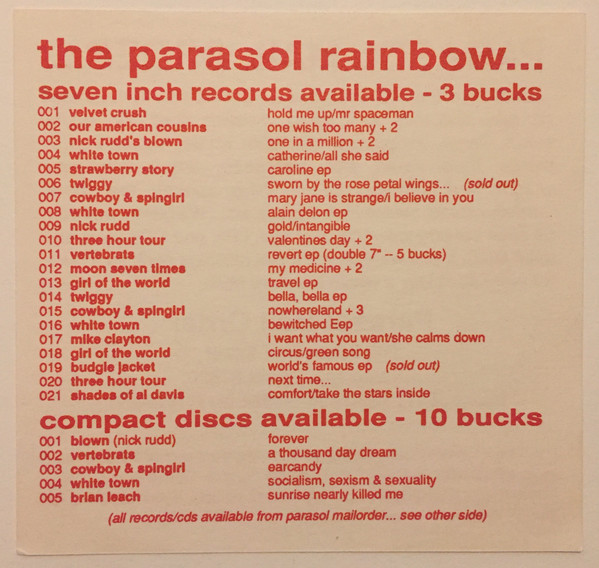 the parasol rainbow...
seven inch records available - 3 bucks
001 velvet crush hold me up/mr spaceman
002 our american cousins one wish too many + 2
003 nick rudd's blown one in a million + 2
004 white town catherine/all she said
005 strawberry story caroline ep
006 twiggy sworn by the rose petal wings... (sold out)
007 cowboy & spingirl mary jane is strange/i believe in you
008 white town alain delon ep
009 nick rudd gold/intangible
010 three hour tour valentines day + 2
011 vertebrats revert ep (double 7" -- 5 bucks)
012 moon seven times my medicine + 2
013 girl of the world travel ep
014 twiggy bella, bella ep
015 cowboy & spingirl nowhereland + 3
016 white town bewitched Eep
017 mike clayton i want what you want/she calms down
018 girl of the world circus/green song
019 budgie jacket world's famous ep (sold out)
020 three hour tour next time...
021 shades of al davis comfort/take the stars inside
compact discs available - 10 bucks
001 blown (nick rudd) forever
002 vertebrats a thousand day dream
003 cowboy & spingirl earcandy
004 white town socialism, sexism & sexuality
005 brian leach sunrise nearly killed me
(all records/cds available from parasol mailorder... see other side)